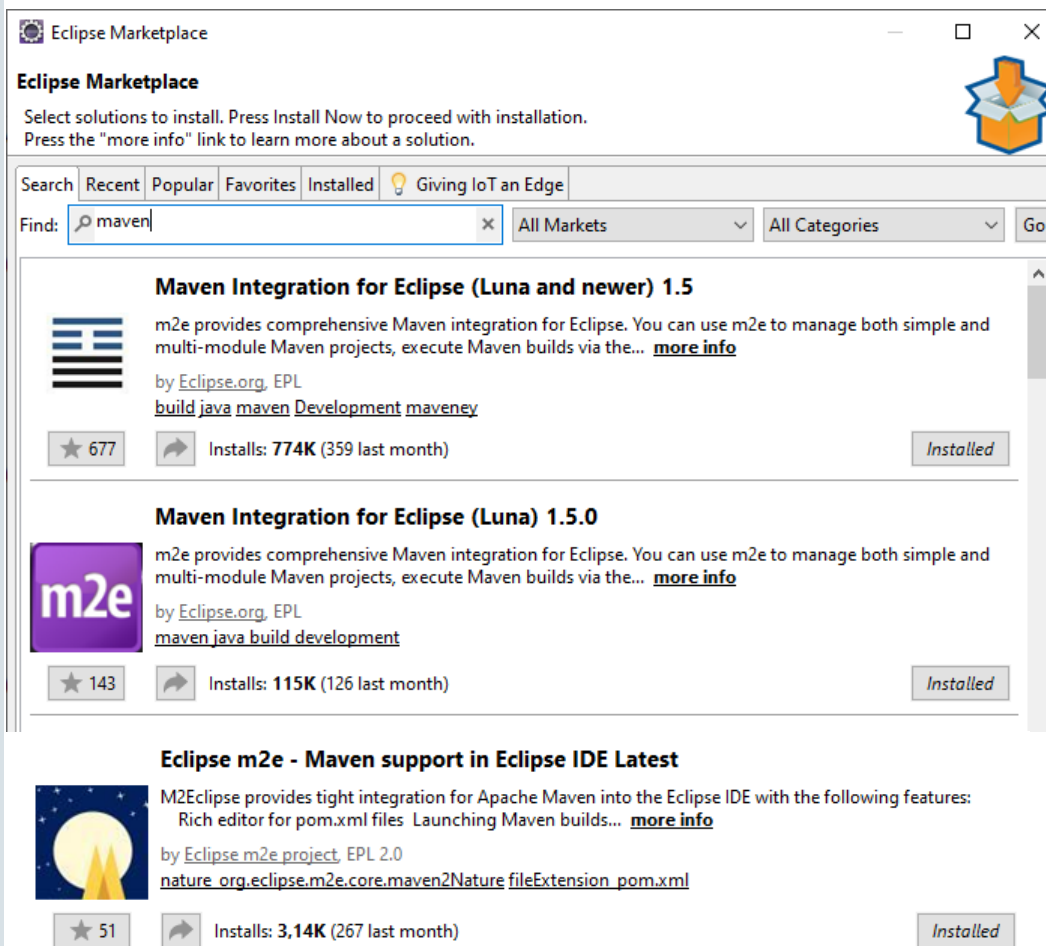 Eclipse Marketplace
Eclipse Marketplace
Select solutions to install. Press Install Now to proceed with installation.
Press the "more info" link to learn more about a solution.
Search Recent Popular Favorites Installed Giving IoT an Edge
Find: maven All Markets All Categories Go
Maven Integration for Eclipse (Luna and newer) 1.5
m2e provides comprehensive Maven integration for Eclipse. You can use m2e to manage both simple and
multi-module Maven projects, execute Maven builds via the... more info
by Eclipse.org, EPL
build java maven Development maveney
677 Installs: 774K (359 last month) Installed
Maven Integration for Eclipse (Luna) 1.5.0
m2e
m2e provides comprehensive Maven integration for Eclipse. You can use m2e to manage both simple and
multi-module Maven projects, execute Maven builds via the... more info
by Eclipse.org, EPL
maven java build development
143 Installs: 115K (126 last month) Installed
Eclipse m2e - Maven support in Eclipse IDE Latest
M2Eclipse provides tight integration for Apache Maven into the Eclipse IDE with the following features:
Rich editor for pom.xml files Launching Maven builds... more info
by Eclipse m2e project, EPL 2.0
nature_org.eclipse.m2e.core.maven2Nature fileExtension_pom.xml
51 Installs: 3,14K (267 last month) Installed